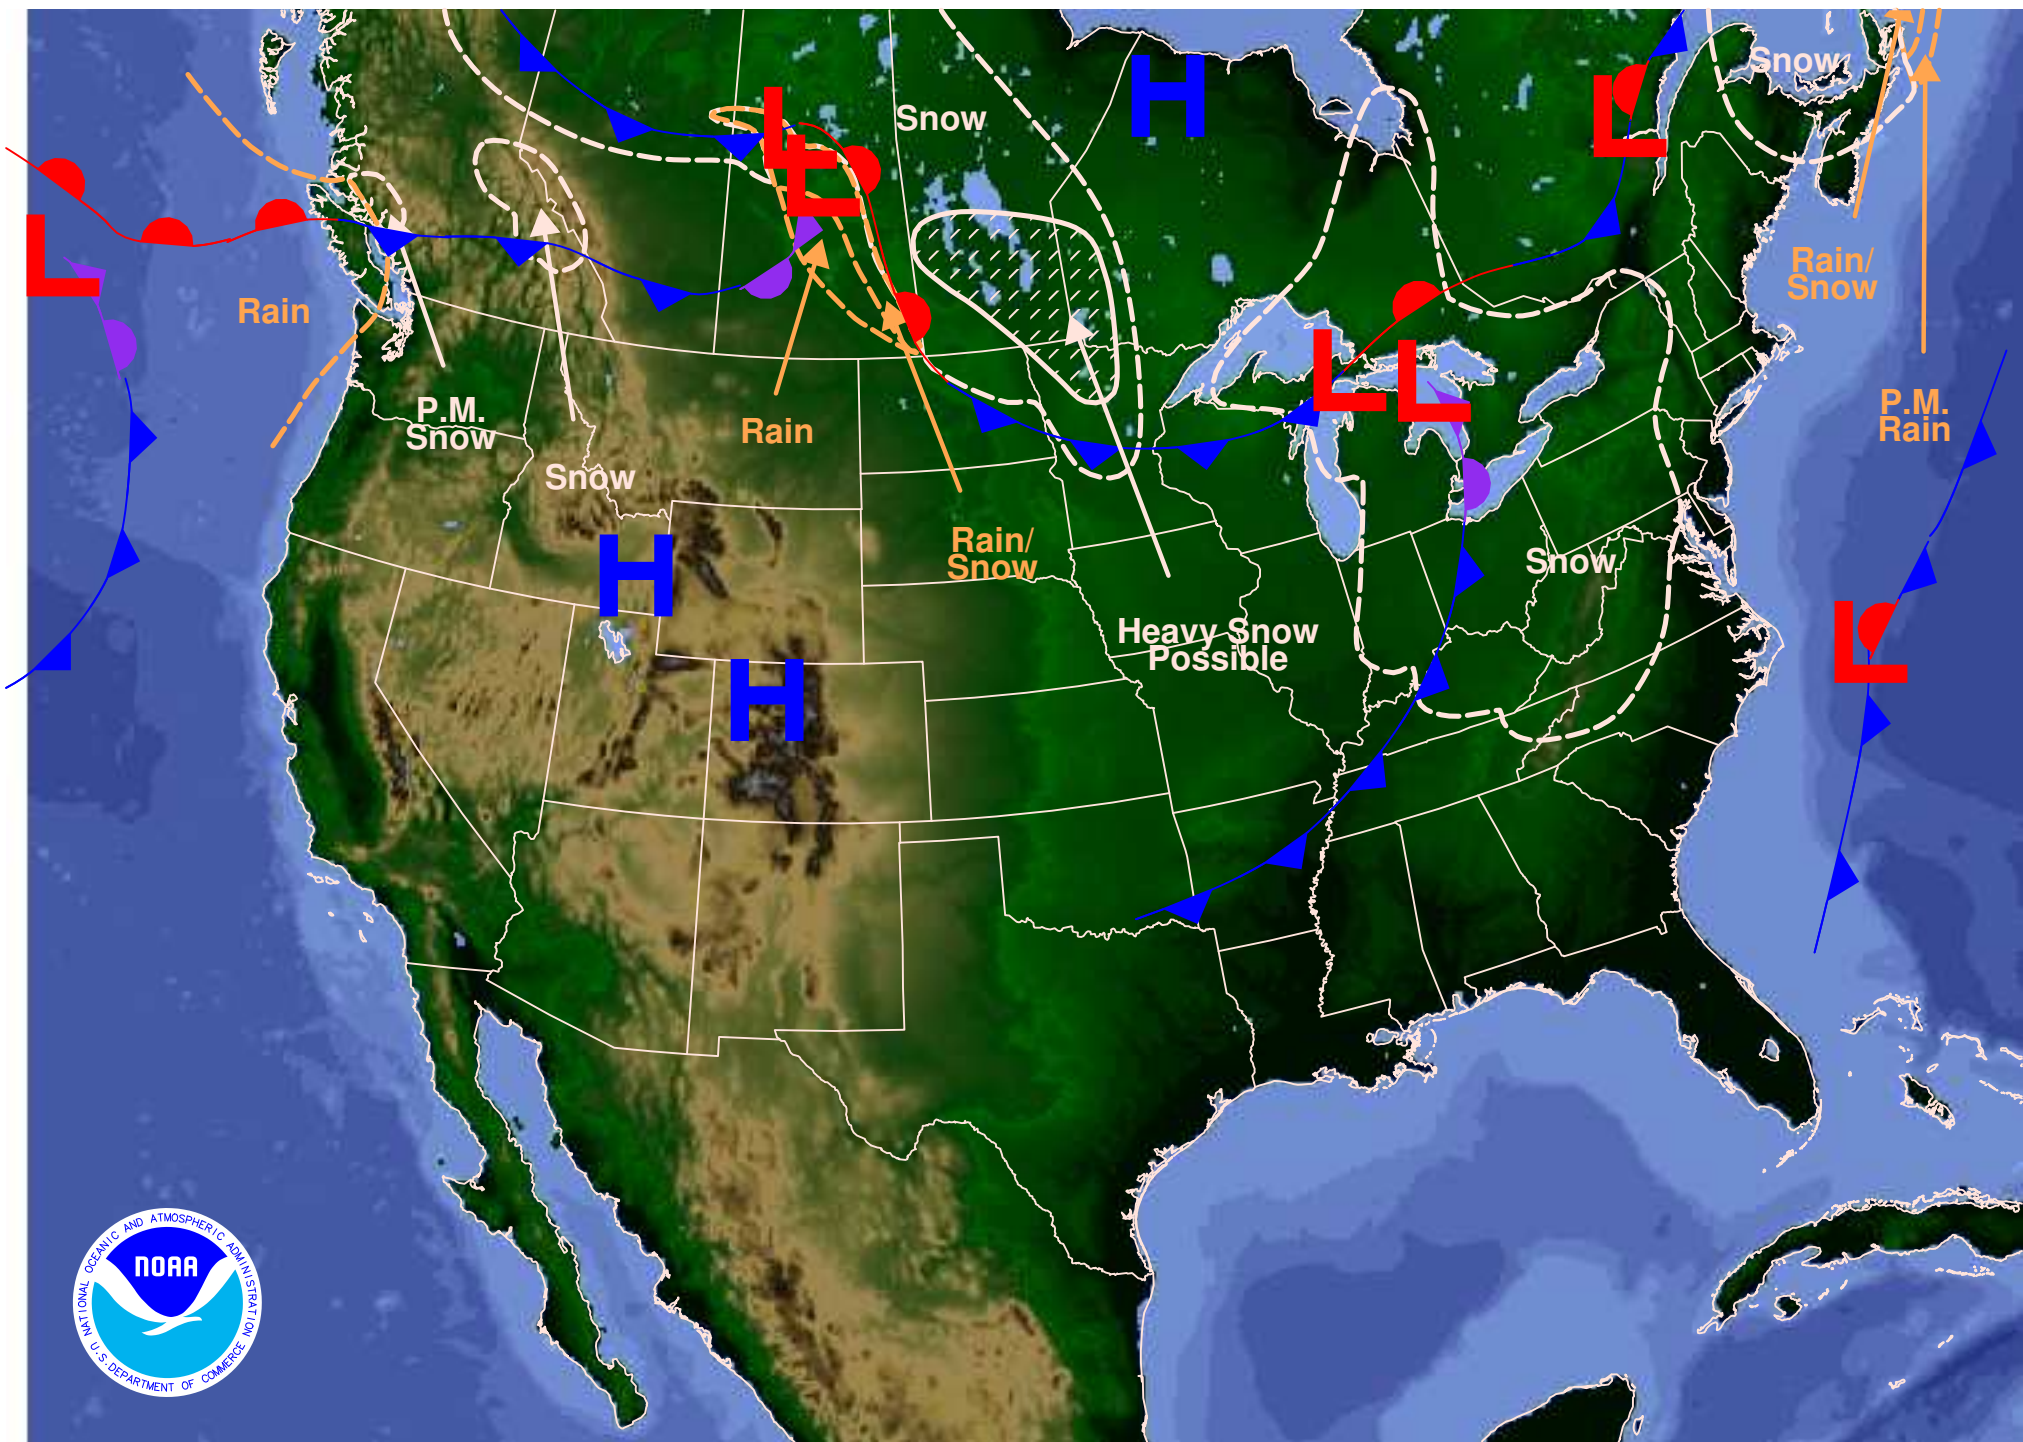 Snow
Snow
H
L
L
L
L
Rain/
Snow
Rain
L
L
P.M.
Rain
P.M.
Snow
Rain
Snow
Rain/
Snow
Snow
H
Heavy Snow
Possible
L
H
NATIONAL OCEANIC AND ATMOSPHERIC ADMINISTRATION
NOAA
U.S. DEPARTMENT OF COMMERCE